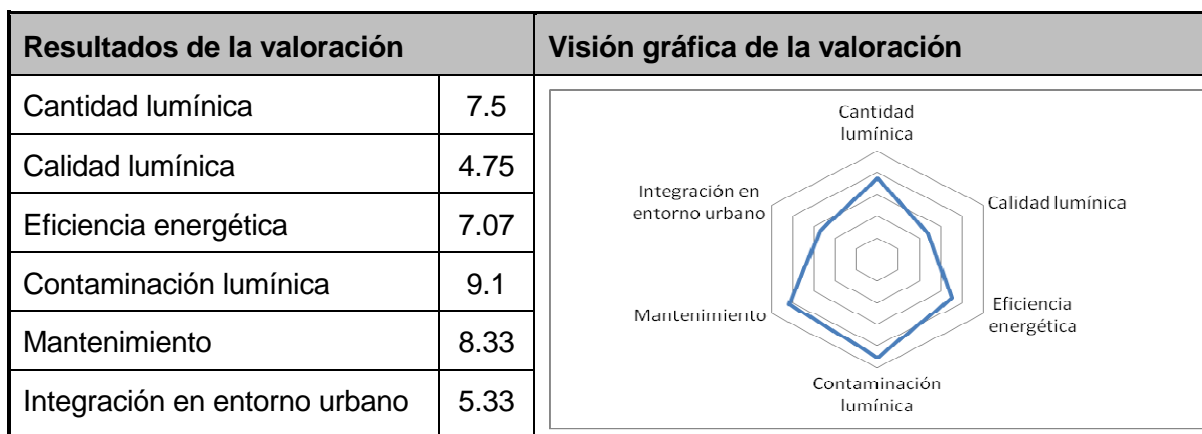 Resultados de la valoración
Visión gráfica de la valoración
Cantidad lumínica 7.5
Calidad lumínica 4.75
Eficiencia energética 7.07
Contaminación lumínica 9.1
Mantenimiento 8.33
Integración en entorno urbano 5.33
Cantidad
lumínica
Calidad lumínica
Eficiencia
energética
Contaminación
lumínica
Mantenimiento
Integración en
entorno urbano